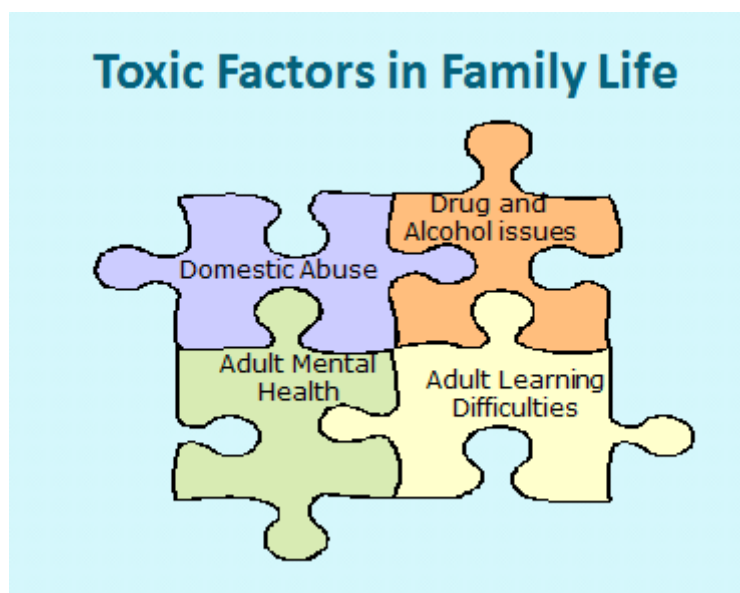 Toxic Factors in Family Life
Drug and
Alcohol issues
Domestic Abuse
Adult Mental
Health
Adult Learning
Difficulties